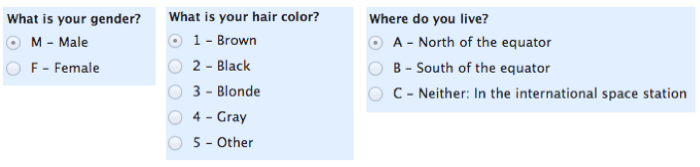 What is your gender?
M – Male
F – Female
What is your hair color?
1 – Brown
2 – Black
3 – Blonde
4 – Gray
5 – Other
Where do you live?
A – North of the equator
B – South of the equator
C – Neither: In the international space station